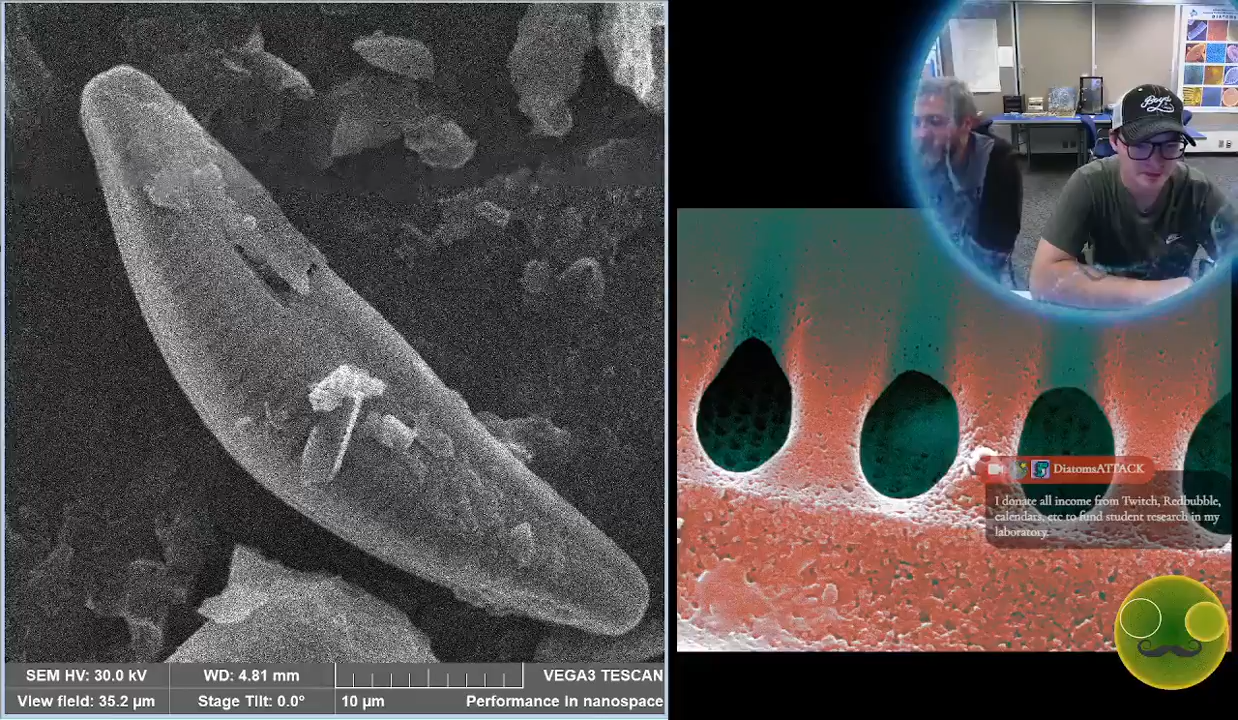 SEM HV: 30.0 kV
WD: 4.81 mm
VEGA3 TESCAN
View field: 35.2 µm
Stage Tilt: 0.0°
10 µm
Performance in nanospace
DiatomsATTACK
I donate all income from Twitch, Redbubble,
calendars, etc to fund student research in my
laboratory.